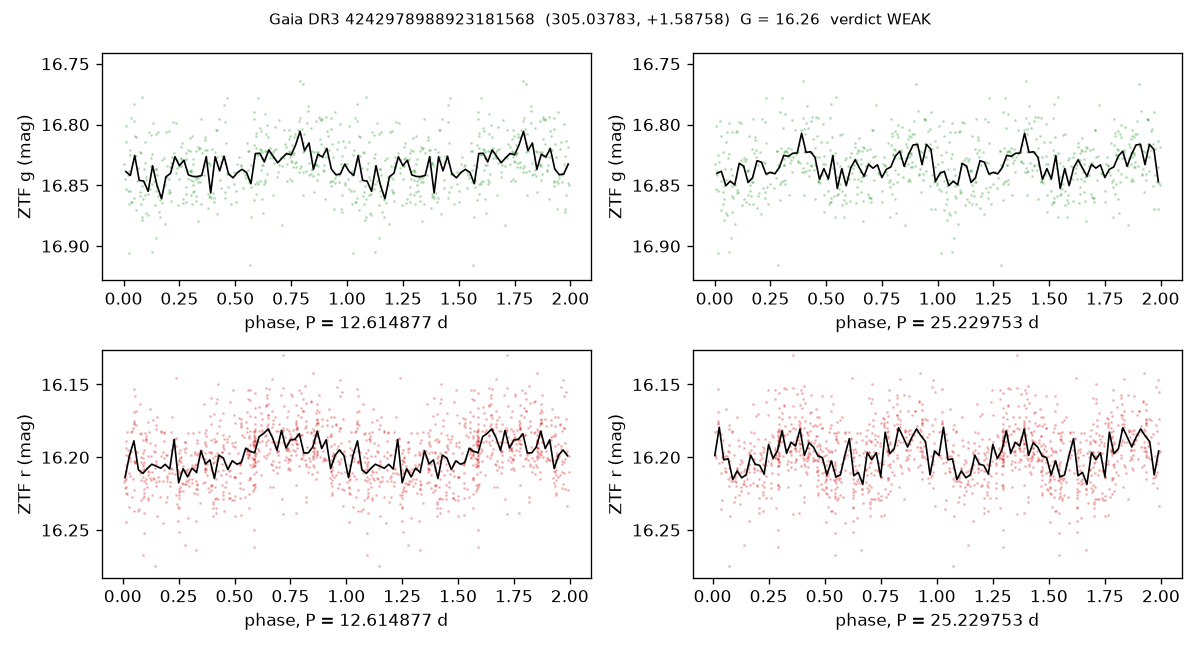 Gaia DR3 4242978988923181568  (305.03783, +1.58758)  G = 16.26  verdict WEAK
ZTF g (mag)
16.75
16.80
16.85
16.90
0.00 0.25 0.50 0.75 1.00 1.25 1.50 1.75 2.00
phase, P = 12.614877 d
ZTF g (mag)
16.75
16.80
16.85
16.90
0.00 0.25 0.50 0.75 1.00 1.25 1.50 1.75 2.00
phase, P = 25.229753 d
ZTF r (mag)
16.15
16.20
16.25
0.00 0.25 0.50 0.75 1.00 1.25 1.50 1.75 2.00
phase, P = 12.614877 d
ZTF r (mag)
16.15
16.20
16.25
0.00 0.25 0.50 0.75 1.00 1.25 1.50 1.75 2.00
phase, P = 25.229753 d